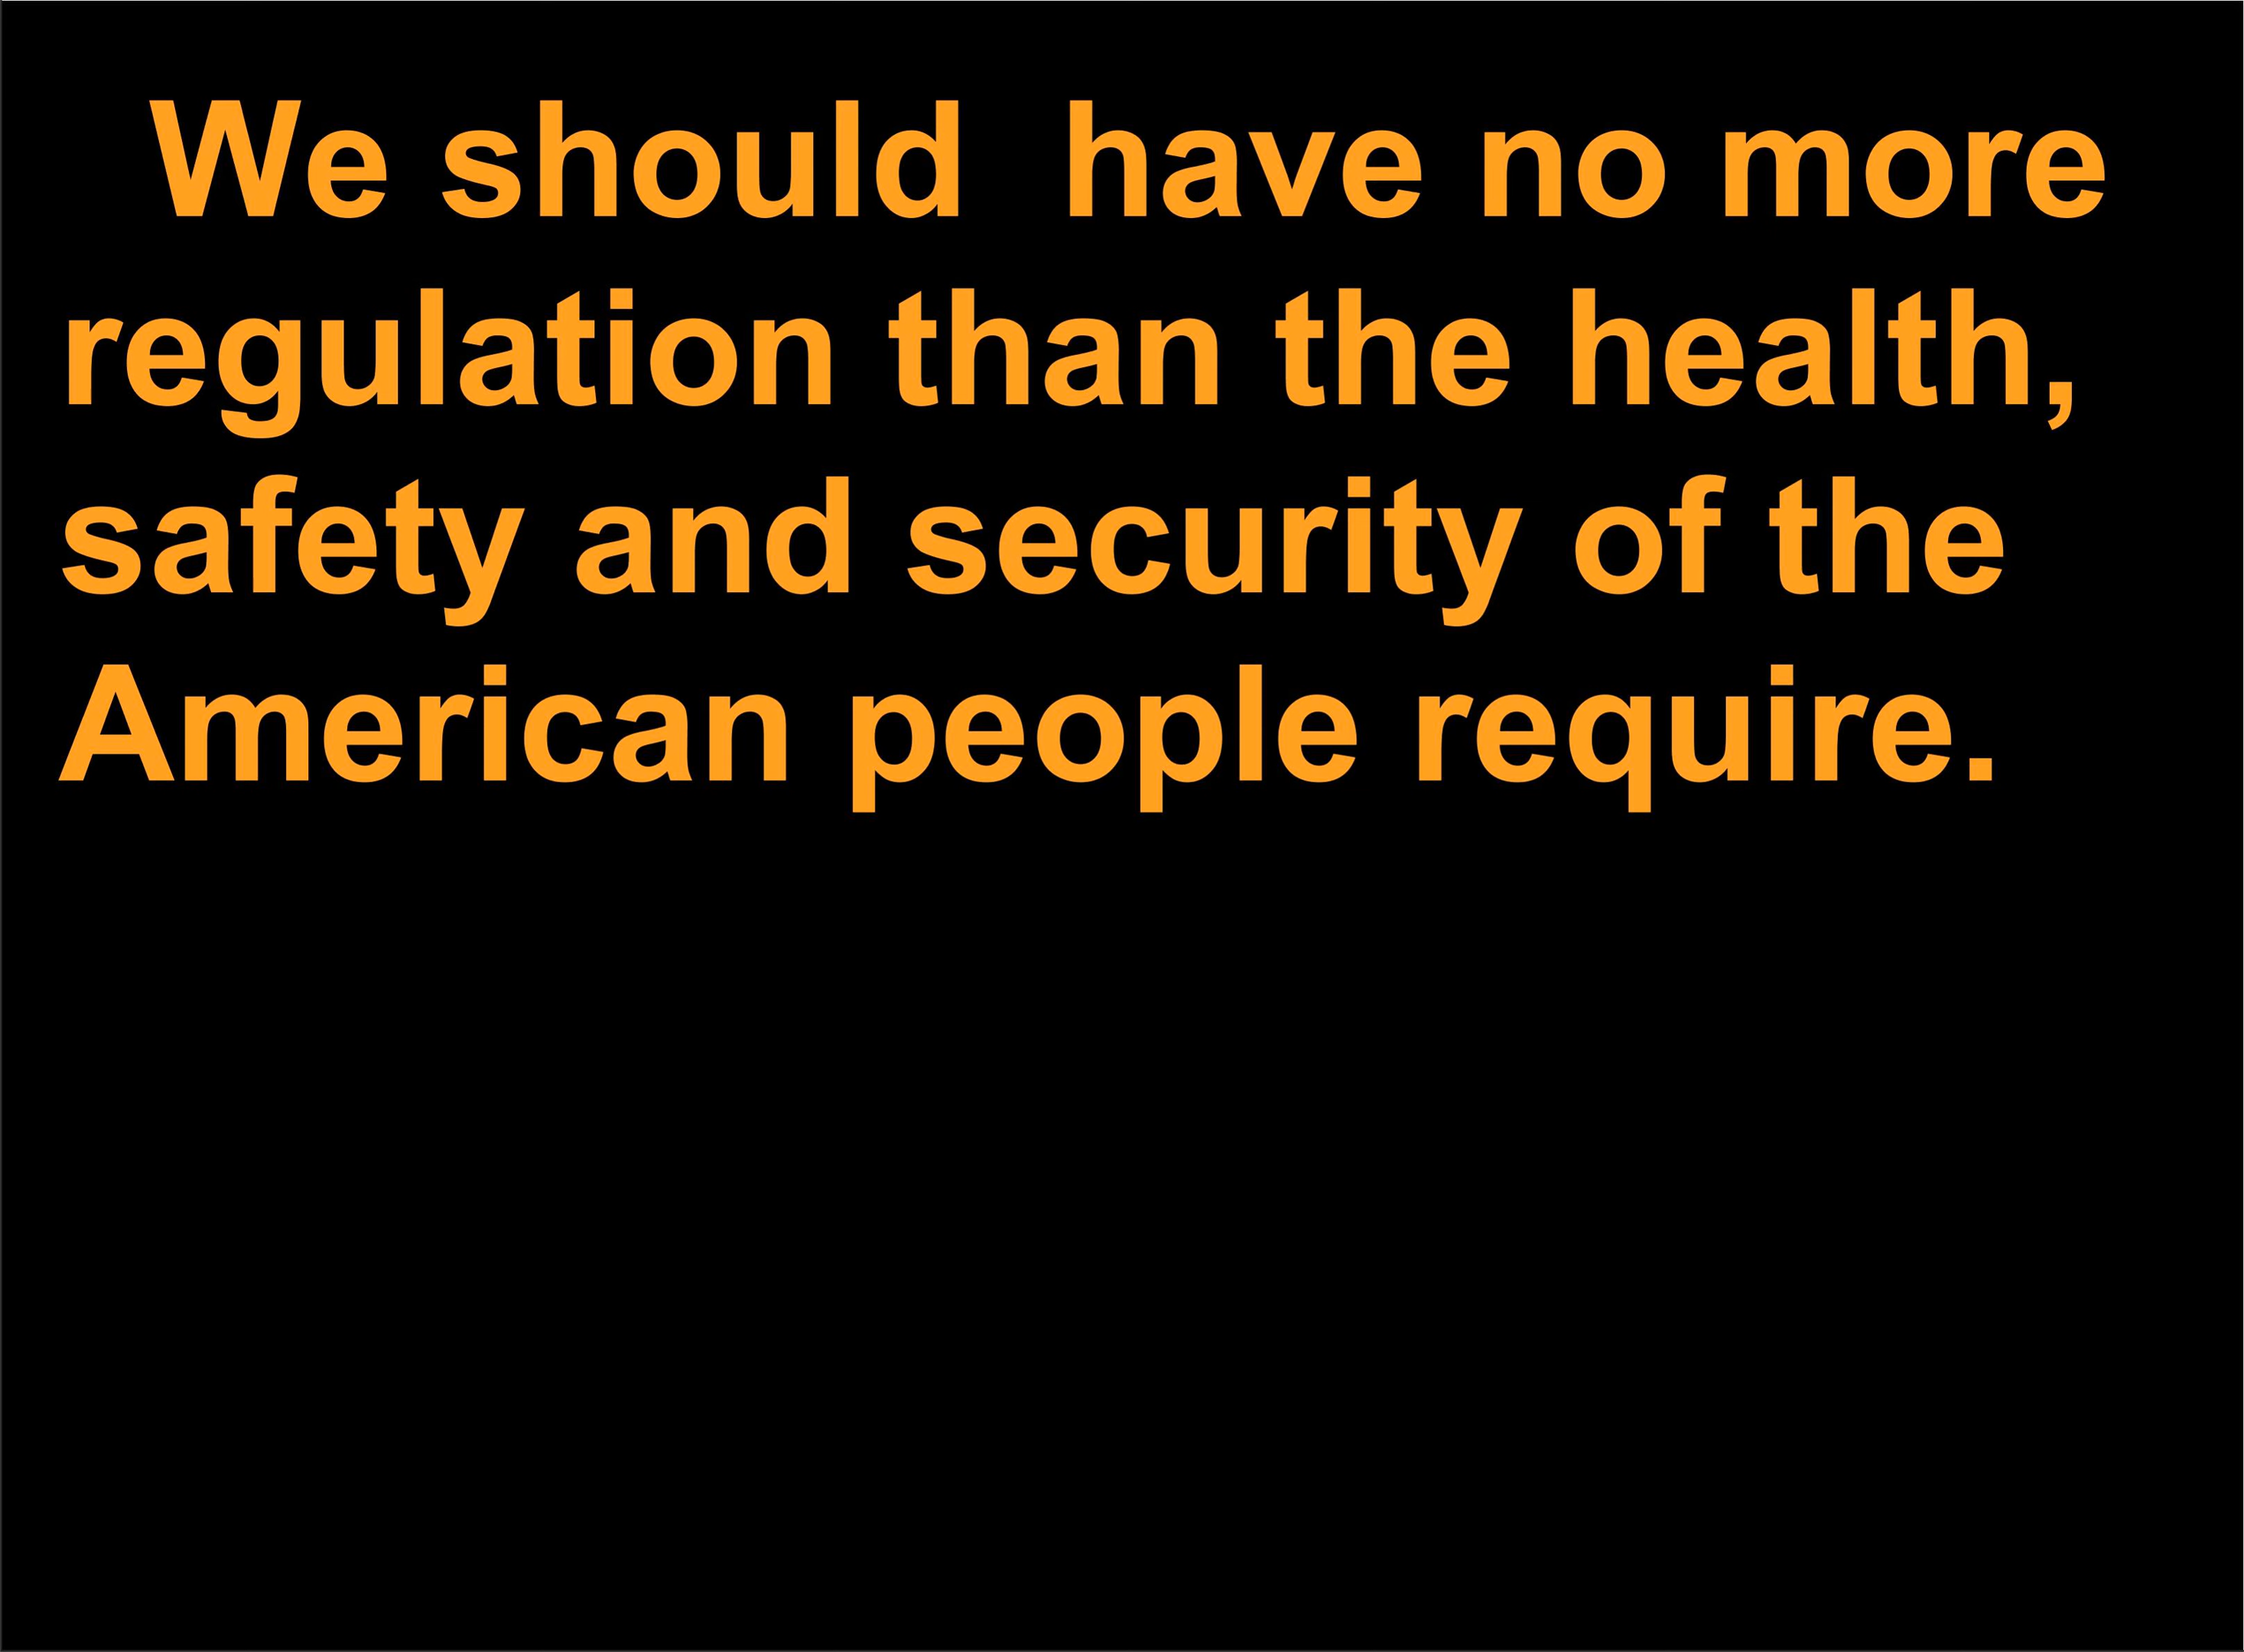 We should  have no more
regulation than the health,
safety and security of the
American people require.